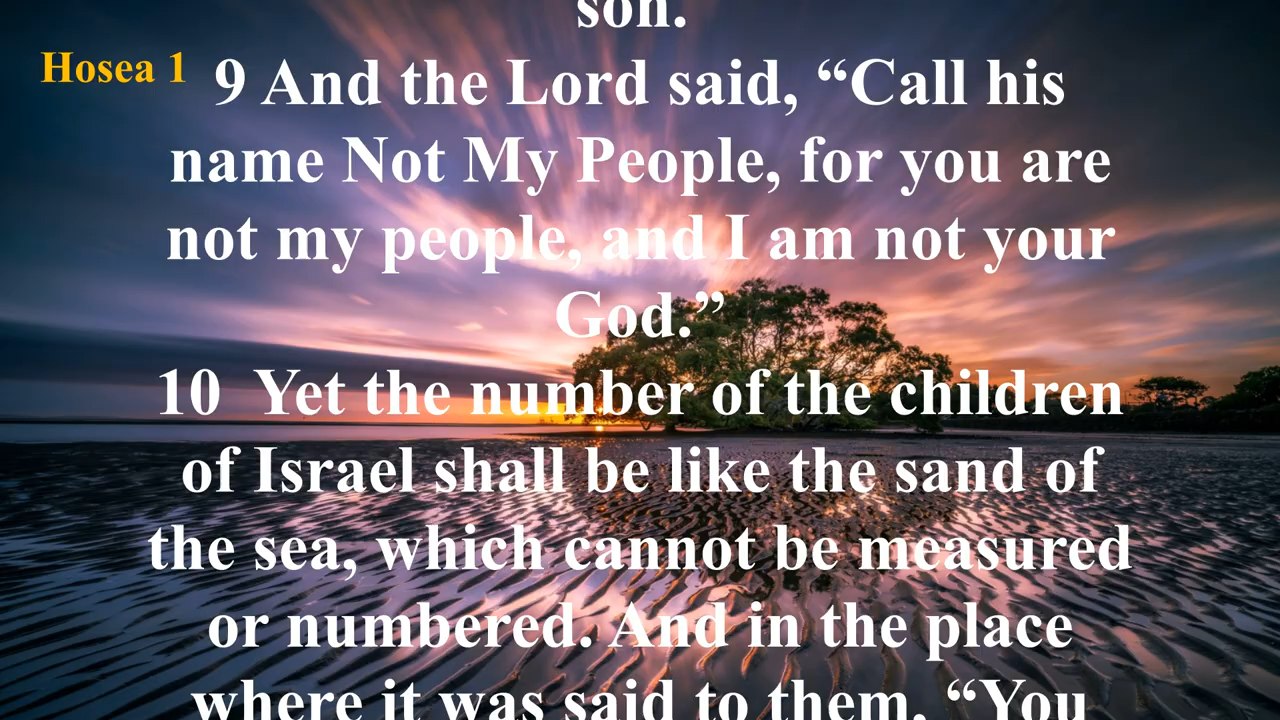 son.
Hosea 1
9 And the Lord said, “Call his
name Not My People, for you are
not my people, and I am not your
God.”
10  Yet the number of the children
of Israel shall be like the sand of
the sea, which cannot be measured
or numbered. And in the place
where it was said to them, “You